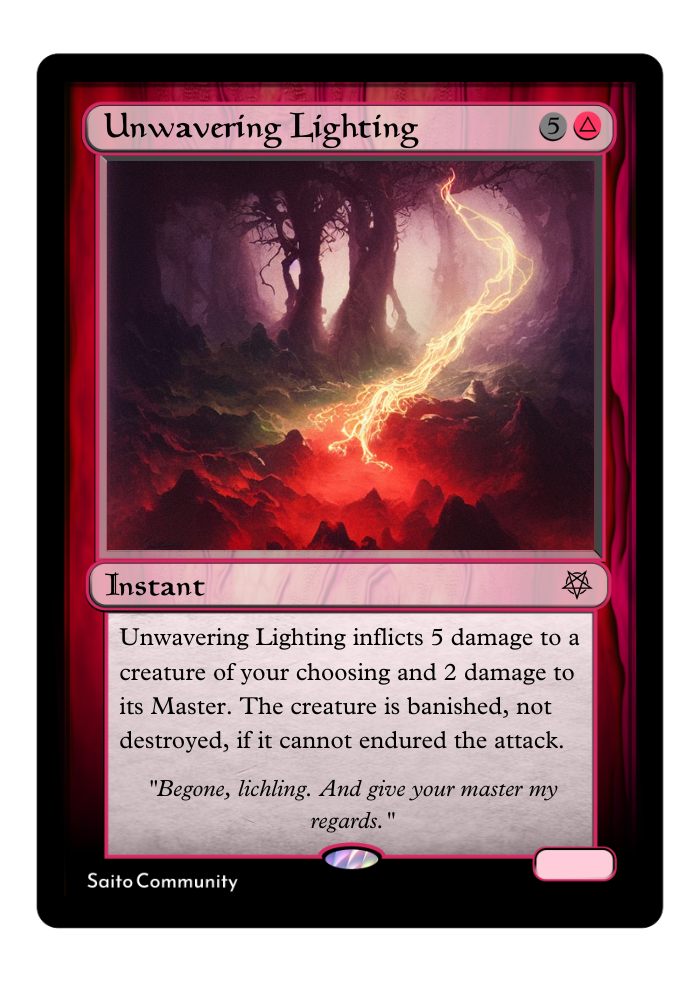 Unwavering Lighting 5
Instant
Unwavering Lighting inflicts 5 damage to a
creature of your choosing and 2 damage to
its Master. The creature is banished, not
destroyed, if it cannot endured the attack.
"Begone, lichling. And give your master my
regards."
Saito Community